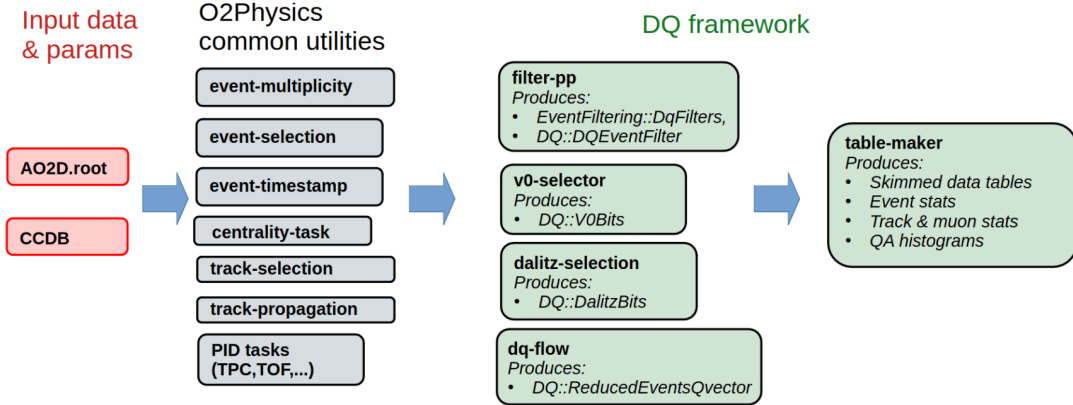 Input data
& params
O2Physics
common utilities
DQ framework
AO2D.root
CCDB
event-multiplicity
event-selection
event-timestamp
centrality-task
track-selection
track-propagation
PID tasks
(TPC,TOF,...)
filter-pp
Produces:
• EventFiltering::DqFilters,
• DQ::DQEventFilter
v0-selector
Produces:
• DQ::V0Bits
dalitz-selection
Produces:
• DQ::DalitzBits
dq-flow
Produces:
• DQ::ReducedEventsQvector
table-maker
Produces:
• Skimmed data tables
• Event stats
• Track & muon stats
• QA histograms